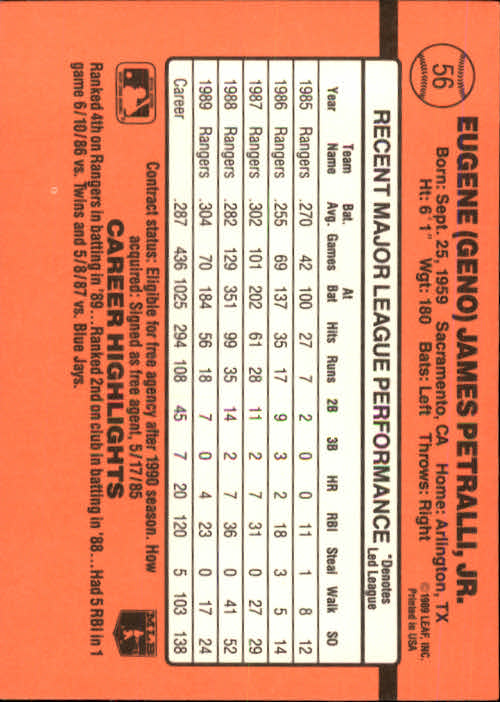 56
EUGENE (GENO) JAMES PETRALLI, JR.
Born: Sept. 25, 1959 Sacramento, CA Home: Arlington, TX
Ht: 6'1" Wgt: 180 Bats: Left Throws: Right
©1989 LEAF, INC.
Printed in USA
RECENT MAJOR LEAGUE PERFORMANCE *Denotes Led League
Year Team Name Bat. Avg. Games At Bat Hits Runs 2B 3B HR RBI Steal Walk SO
1985 Rangers .270 42 100 27 7 2 0 0 11 1 8 12
1986 Rangers .255 69 137 35 17 9 3 2 18 3 5 14
1987 Rangers .302 101 202 61 28 11 2 7 31 0 27 29
1988 Rangers .282 129 351 99 35 14 2 7 36 0 41 52
1989 Rangers .304 70 184 56 18 7 0 4 23 0 17 24
Career .287 436 1025 294 108 45 7 20 120 5 103 138
Contract status: Eligible for free agency after 1990 season. How
acquired: Signed as free agent, 5/17/85
CAREER HIGHLIGHTS
MLB
Ranked 4th on Rangers in batting in '89...Ranked 2nd on club in batting in '88...Had 5 RBI in 1
game 6/10/86 vs. Twins and 5/8/87 vs. Blue Jays.